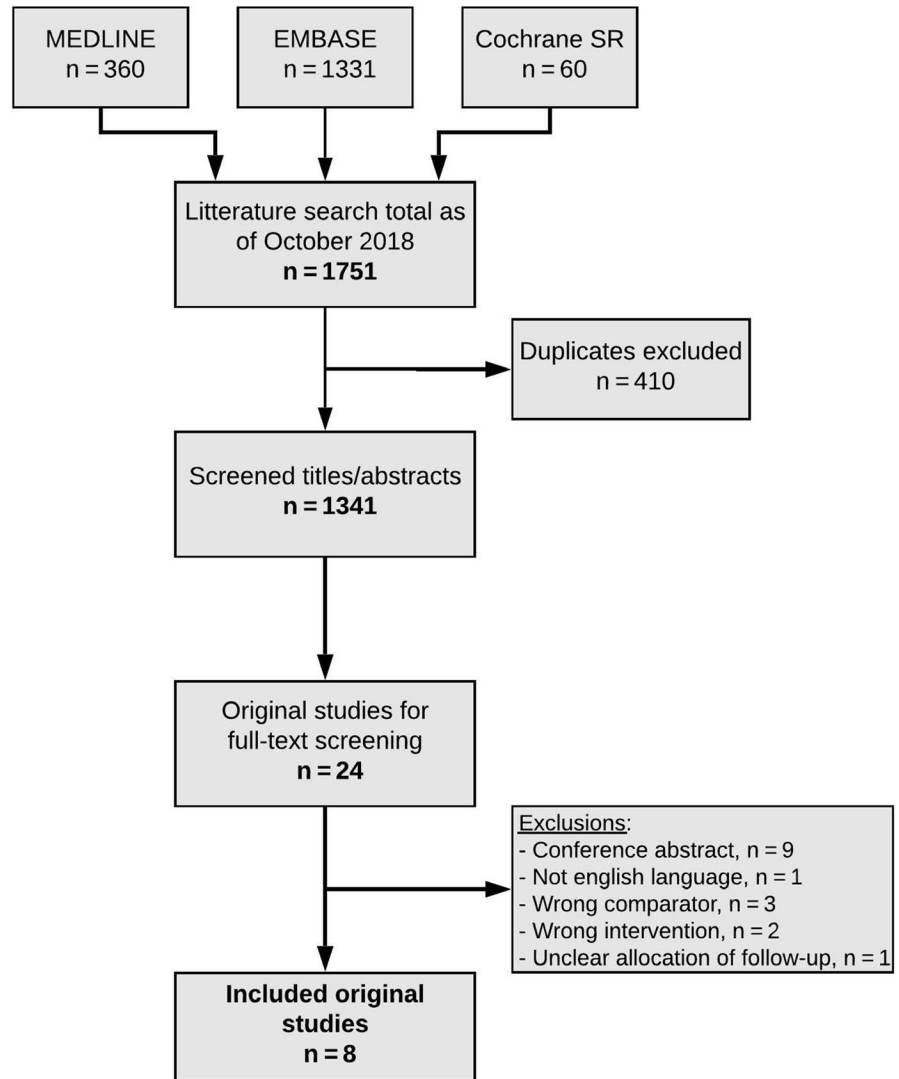 MEDLINE
n = 360
EMBASE
n = 1331
Cochrane SR
n = 60
Litterature search total as
of October 2018
n = 1751
Duplicates excluded
n = 410
Screened titles/abstracts
n = 1341
Original studies for
full-text screening
n = 24
Exclusions:
- Conference abstract, n = 9
- Not english language, n = 1
- Wrong comparator, n = 3
- Wrong intervention, n = 2
- Unclear allocation of follow-up, n = 1
Included original
studies
n = 8